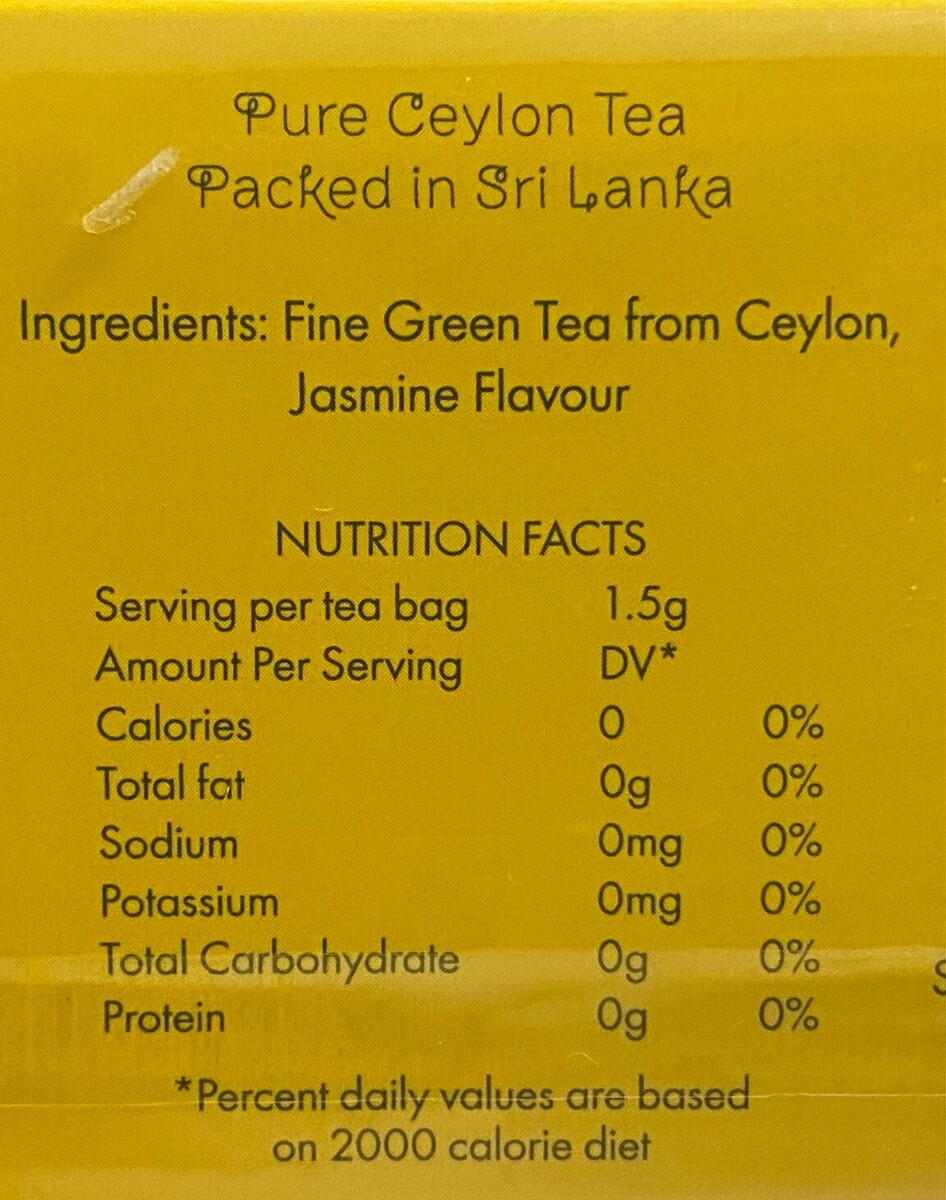 Pure Ceylon Tea
Packed in Sri Lanka
Ingredients: Fine Green Tea from Ceylon,
Jasmine Flavour
NUTRITION FACTS
Serving per tea bag 1.5g
Amount Per Serving DV*
Calories 0 0%
Total fat 0g 0%
Sodium 0mg 0%
Potassium 0mg 0%
Total Carbohydrate 0g 0%
Protein 0g 0%
*Percent daily values are based
on 2000 calorie diet